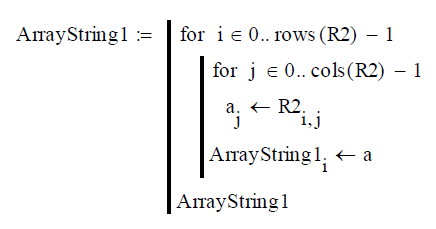 ArrayString1 := for i ∈ 0.. rows (R2) − 1
for j ∈ 0.. cols(R2) − 1
a_j ← R2_i,j
ArrayString1_i ← a
ArrayString1